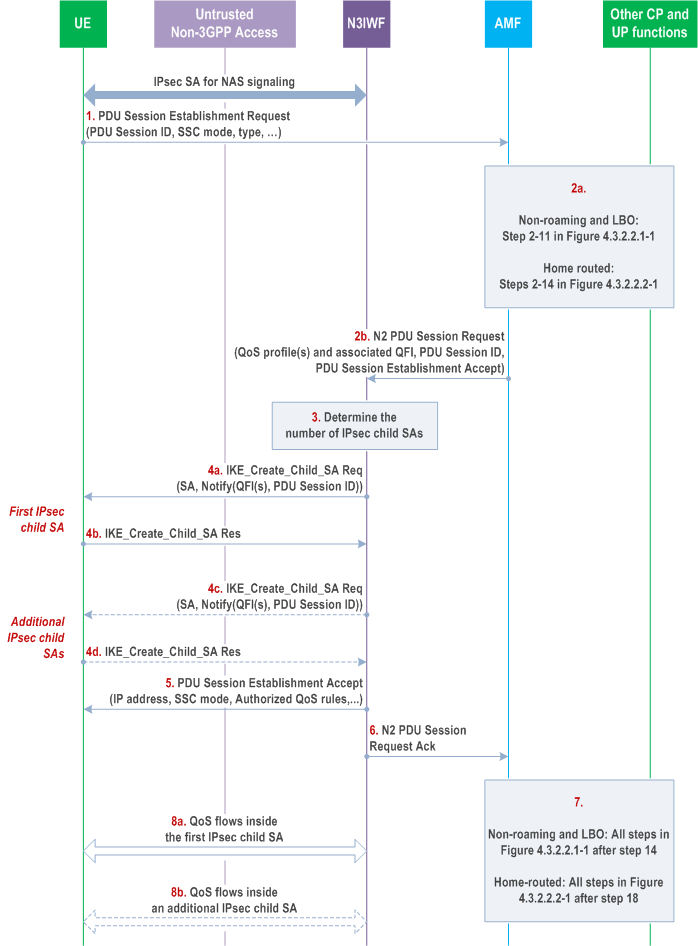 UE
Untrusted
Non-3GPP Access
N3IWF
AMF
Other CP and
UP functions
IPsec SA for NAS signaling
1. PDU Session Establishment Request
(PDU Session ID, SSC mode, type, ...)
2a.
Non-roaming and LBO:
Step 2-11 in Figure 4.3.2.2.1-1
Home routed:
Steps 2-14 in Figure 4.3.2.2.2-1
2b. N2 PDU Session Request
(QoS profile(s) and associated QFI, PDU Session ID,
PDU Session Establishment Accept)
3. Determine the
number of IPsec child SAs
4a. IKE_Create_Child_SA Req
(SA, Notify(QFI(s), PDU Session ID))
First IPsec
child SA
4b. IKE_Create_Child_SA Res
4c. IKE_Create_Child_SA Req
(SA, Notify(QFI(s), PDU Session ID))
Additional
IPsec child
SAs
4d. IKE_Create_Child_SA Res
5. PDU Session Establishment Accept
(IP address, SSC mode, Authorized QoS rules,...)
6. N2 PDU Session
Request Ack
7.
Non-roaming and LBO: All steps in
Figure 4.3.2.2.1-1 after step 14
Home-routed: All steps in Figure
4.3.2.2.2-1 after step 18
8a. QoS flows inside
the first IPsec child SA
8b. QoS flows inside
an additional IPsec child SA